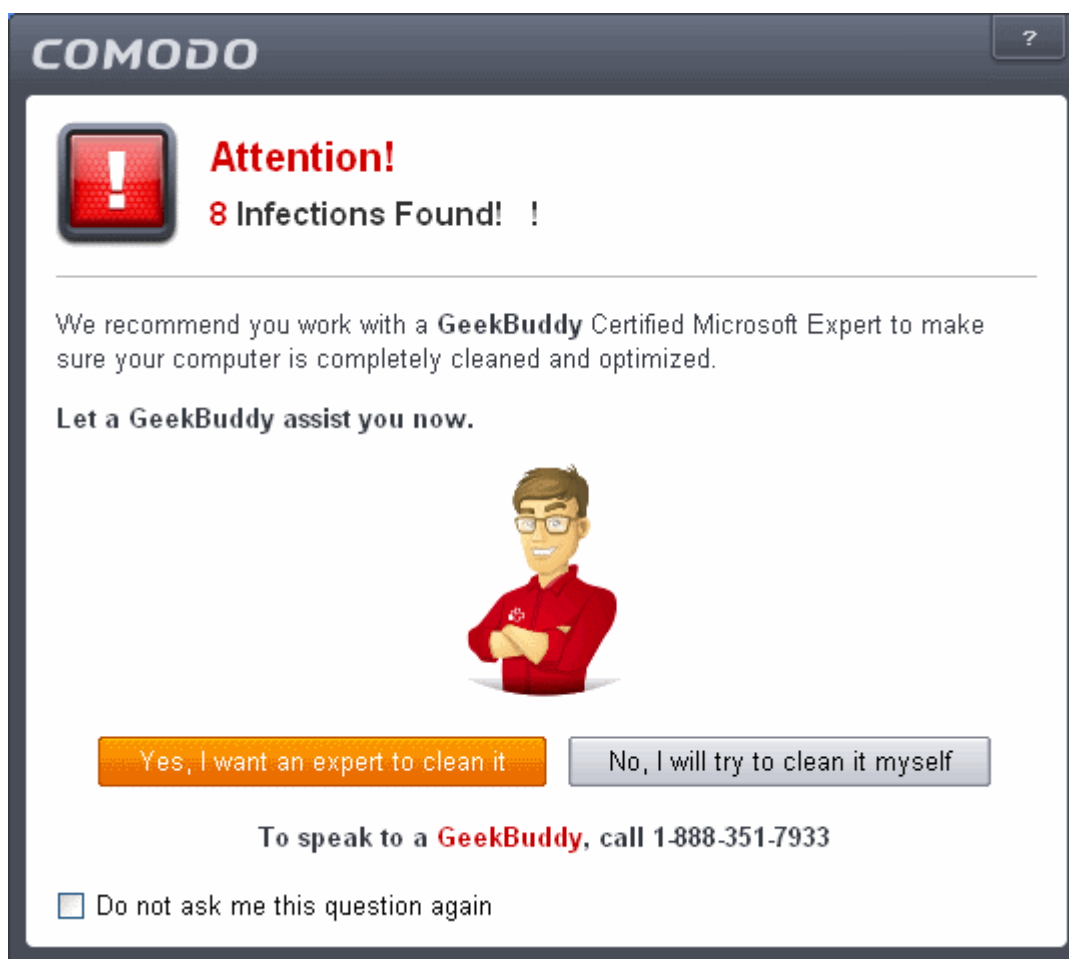 COMODO
?
!
Attention!
8 Infections Found! !
We recommend you work with a GeekBuddy Certified Microsoft Expert to make
sure your computer is completely cleaned and optimized.
Let a GeekBuddy assist you now.
Yes, I want an expert to clean it
No, I will try to clean it myself
To speak to a GeekBuddy, call 1-888-351-7933
Do not ask me this question again